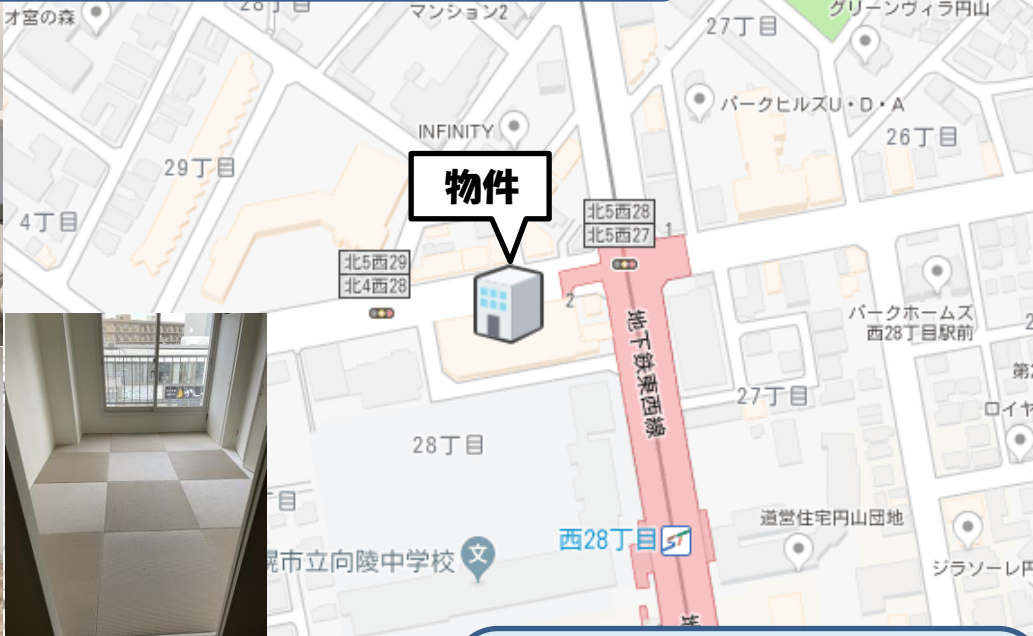 オ宮の森
28丁目
マンション2
グリーンヴィラ円山
27丁目
パークヒルズU・D・A
INFINITY
26丁目
29丁目
物件
4丁目
北5西28
北5西27
1
北5西29
北4西28
2
パークホームズ
西28丁目駅前
地下鉄東西線
27丁目
ロイヤ
28丁目
丁目
道営住宅円山団地
西28丁目
市立向陵中学校
文
ジラソーレ円